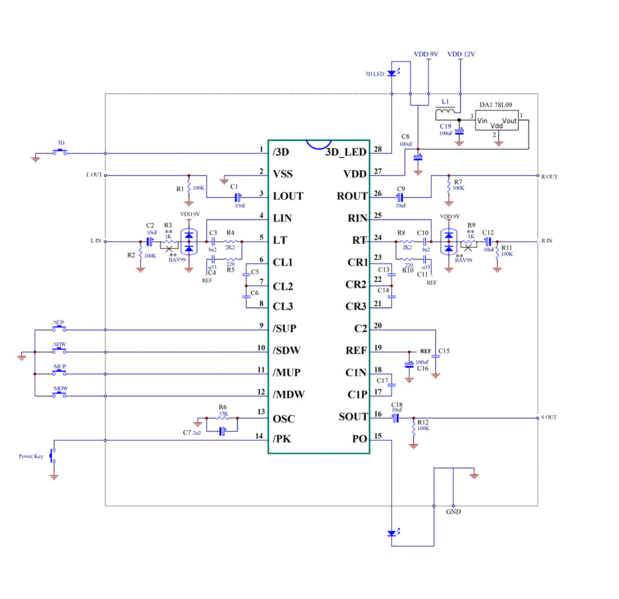 VDD 9V VDD 12V
3D LED
L1
DA1 78L09
3 Vin Vout 1
Vdd
2
C19
100uF
C8
100uF
3D
1 /3D 3D_LED 28
2 VSS VDD 27
L OUT
R1 100K
C1
10uF
3 LOUT ROUT 26
C9
10uF
R7
100K
R OUT
VDD 9V
4 LIN RIN 25
VDD 9V
L IN
C2
10uF
R3
**
1K
R2
100K
**
BAV99
C3
R4
2K2
C4
220
R5
REF
5 LT RT 24
R8
2K2
C10
R10
220
C11
REF
R9
**
1K
C12
10uF
**
BAV99
R11
100K
R IN
6 CL1 CR1 23
C5
C13
7 CL2 CR2 22
C6
C14
8 CL3 CR3 21
/SUP
9 /SUP C2 20
/SDW
10 /SDW REF 19
REF
100uF
C16
C15
/MUP
11 /MUP C1N 18
C17
/MDW
12 /MDW C1P 17
R6
33K
C7 2n2
13 OSC SOUT 16
C18
10uF
R12
100K
S OUT
14 /PK PO 15
Power Key
GND